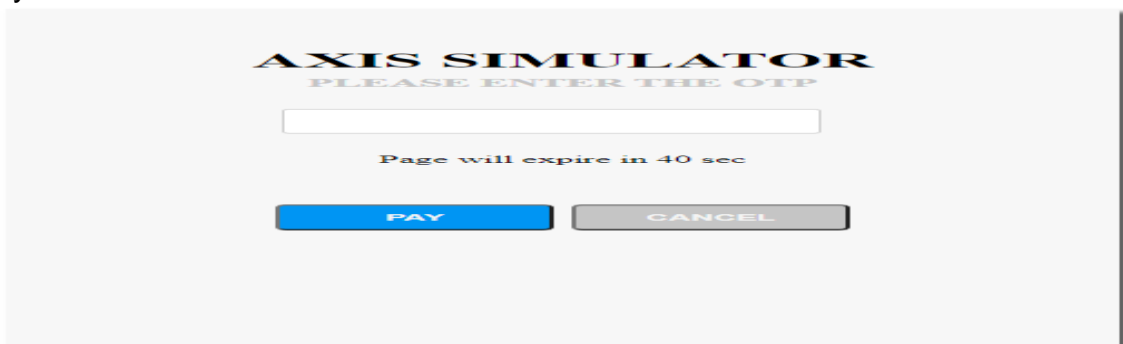 AXIS SIMULATOR
PLEASE ENTER THE OTP
Page will expire in 40 sec
PAY CANCEL